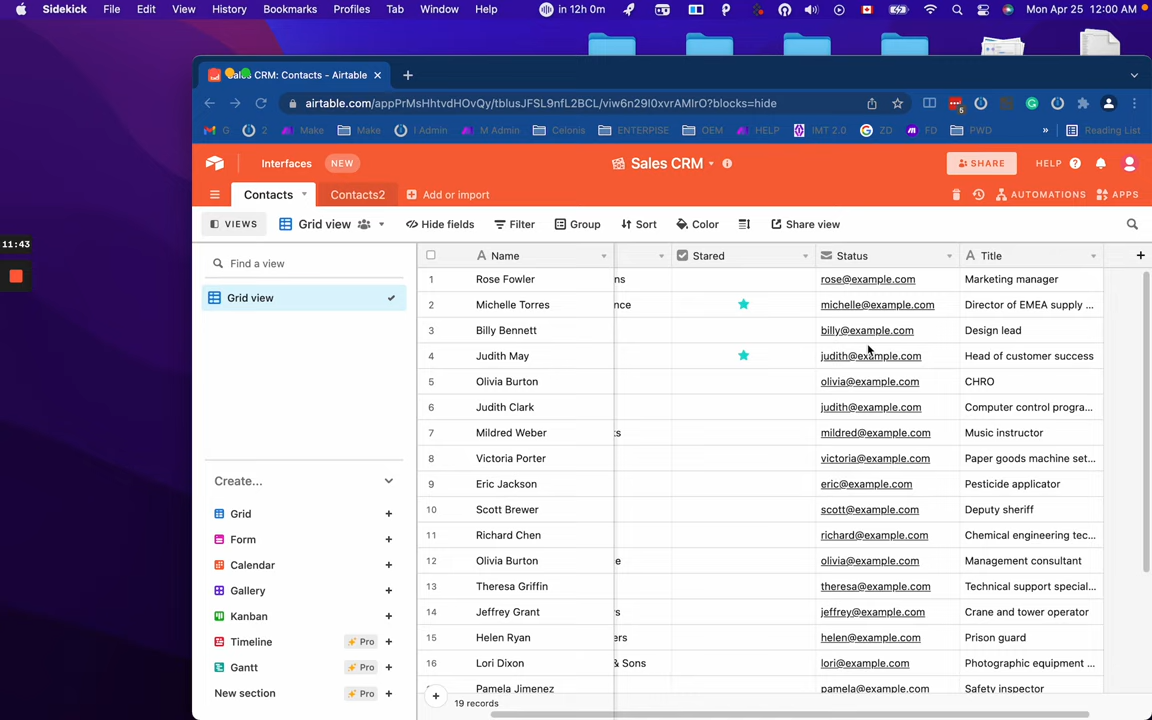 Sidekick File Edit View History Bookmarks Profiles Tab Window Help in 12h 0m Mon Apr 25 12:00 AM
Sales CRM: Contacts - Airtable
airtable.com/appPrMsHhtvdHOvQy/tblusJFSL9nfL2BCL/viw6n29I0xvrAMlrO?blocks=hide 5
G 2 Make Make I Admin M Admin Celonis ENTERPRISE OEM HELP IMT 2.0 ZD FD PWD » Reading List
Interfaces NEW Sales CRM SHARE HELP
Contacts Contacts2 Add or import AUTOMATIONS APPS
VIEWS Grid view Hide fields Filter Group Sort Color Share view
11:43
Find a view
Grid view
Name Stared Status Title
1 Rose Fowler ns rose@example.com Marketing manager
2 Michelle Torres nce michelle@example.com Director of EMEA supply ...
3 Billy Bennett billy@example.com Design lead
4 Judith May judith@example.com Head of customer success
5 Olivia Burton olivia@example.com CHRO
6 Judith Clark judith@example.com Computer control progra...
7 Mildred Weber s mildred@example.com Music instructor
8 Victoria Porter victoria@example.com Paper goods machine set...
9 Eric Jackson eric@example.com Pesticide applicator
10 Scott Brewer scott@example.com Deputy sheriff
11 Richard Chen richard@example.com Chemical engineering tec...
12 Olivia Burton e olivia@example.com Management consultant
13 Theresa Griffin theresa@example.com Technical support special...
14 Jeffrey Grant s jeffrey@example.com Crane and tower operator
15 Helen Ryan ers helen@example.com Prison guard
16 Lori Dixon & Sons lori@example.com Photographic equipment ...
Pamela Jimenez pamela@example.com Safety inspector
19 records
Create...
Grid
Form
Calendar
Gallery
Kanban
Timeline Pro
Gantt Pro
New section Pro